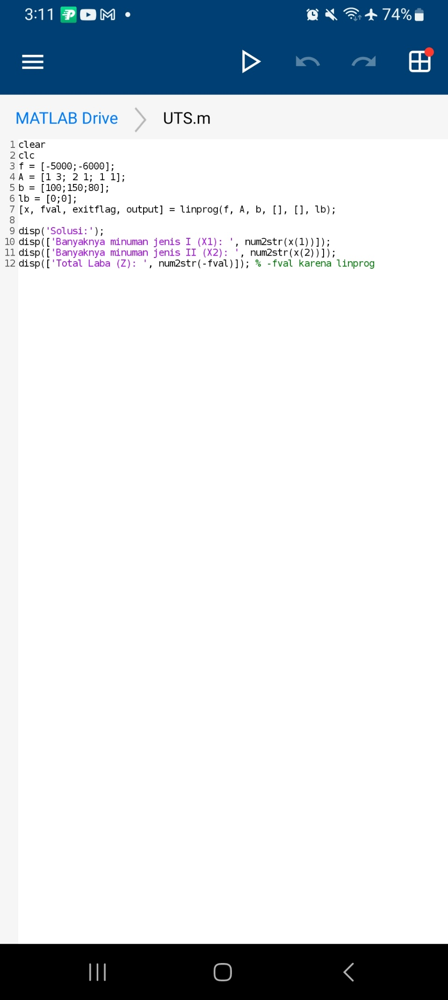 3:11 74%
MATLAB Drive UTS.m
1 clear
2 clc
3 f = [-5000;-6000];
4 A = [1 3; 2 1; 1 1];
5 b = [100;150;80];
6 lb = [0;0];
7 [x, fval, exitflag, output] = linprog(f, A, b, [], [], lb);
8
9 disp('Solusi:');
10 disp(['Banyaknya minuman jenis I (X1): ', num2str(x(1))]);
11 disp(['Banyaknya minuman jenis II (X2): ', num2str(x(2))]);
12 disp(['Total Laba (Z): ', num2str(-fval)]); % -fval karena linprog